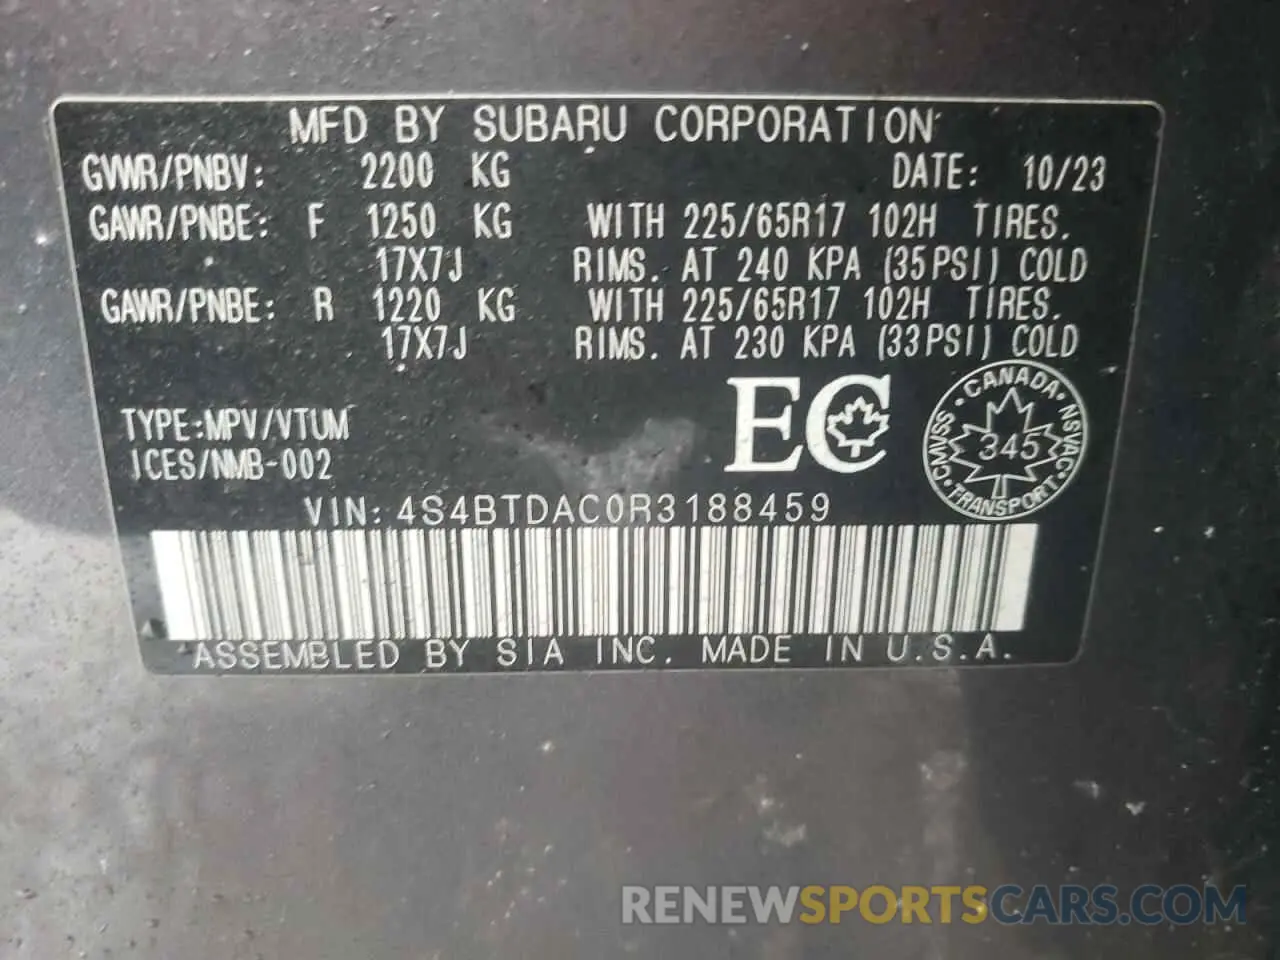 MFD BY SUBARU CORPORATION
GVWR/PNBV: 2200 KG DATE: 10/23
GAWR/PNBE: F 1250 KG WITH 225/65R17 102H TIRES.
17X7J RIMS. AT 240 KPA (35PSI) COLD
GAWR/PNBE: R 1220 KG WITH 225/65R17 102H TIRES.
17X7J RIMS. AT 230 KPA (33PSI) COLD
TYPE:MPV/VTUM
ICES/NMB-002
EC
CMVSS · CANADA · NSVAC · TRANSPORT
345
VIN: 4S4BTDAC0R3188459
ASSEMBLED BY SIA INC. MADE IN U.S.A.
RENEWSPORTSCARS.COM